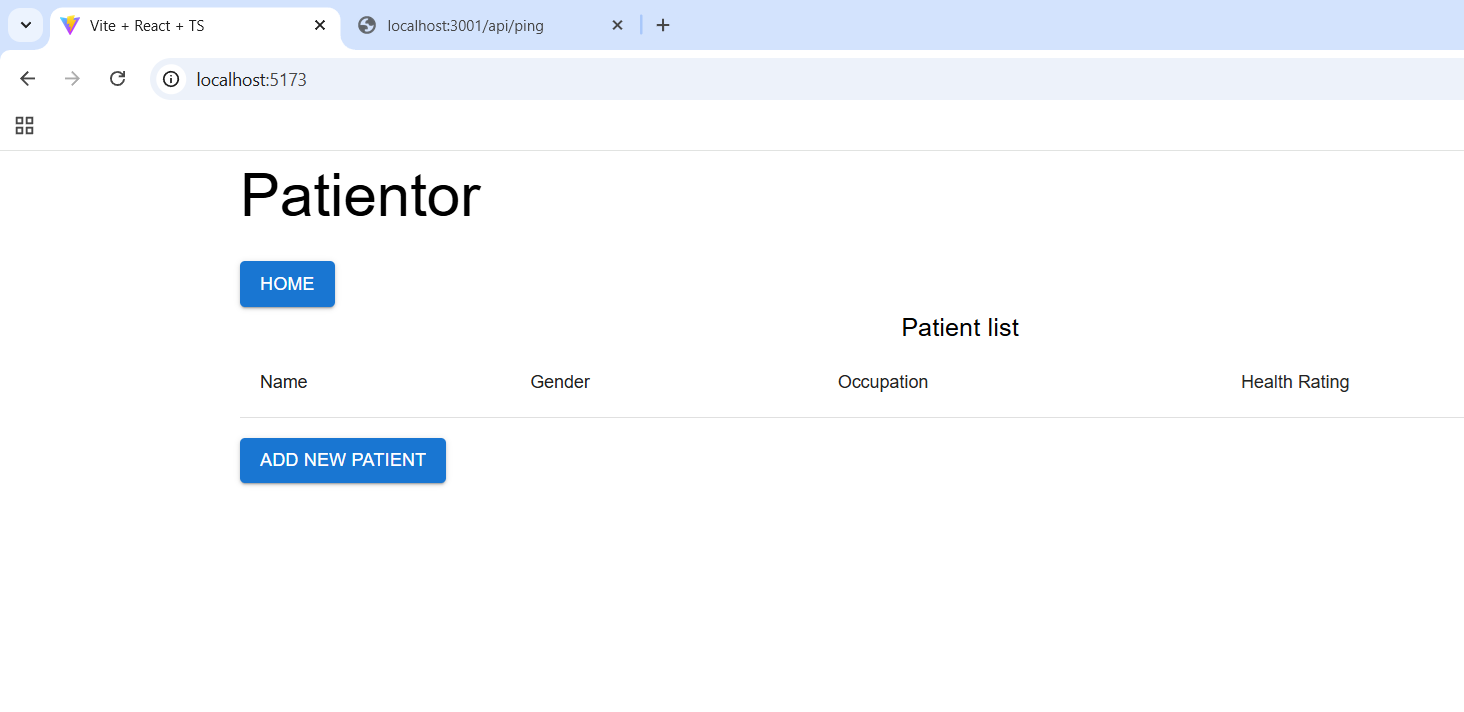 Vite + React + TS
localhost:3001/api/ping
localhost:5173
Patientor
HOME
Patient list
Name Gender Occupation Health Rating
ADD NEW PATIENT